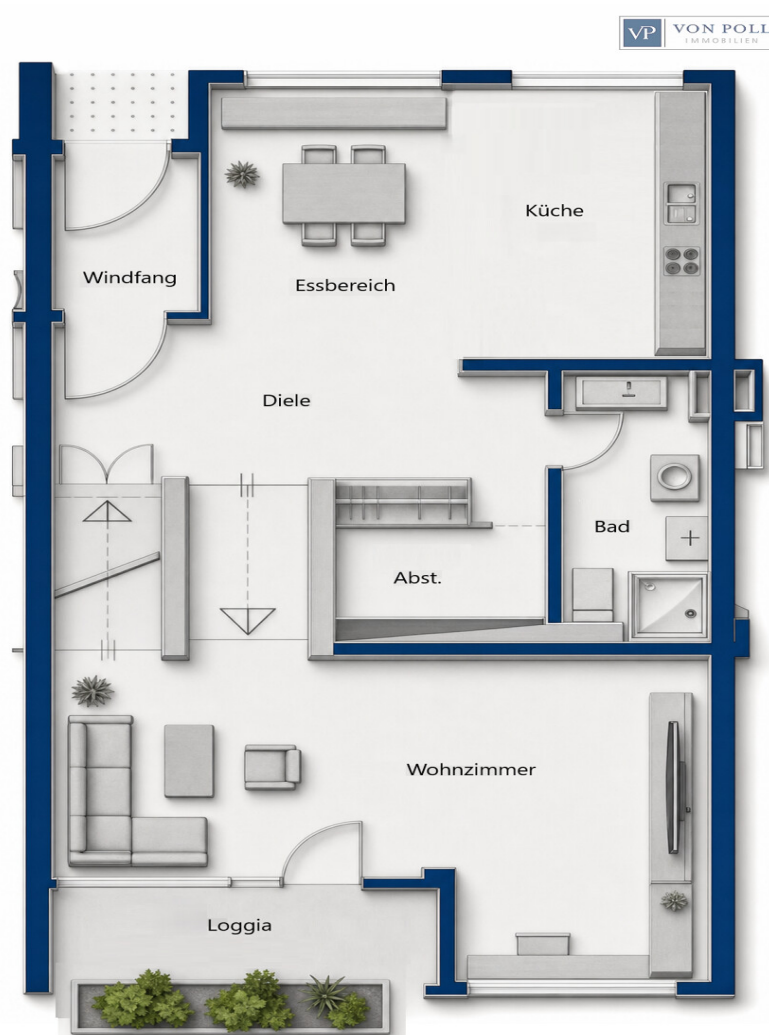 VP VON POLL
IMMOBILIEN
Küche
Windfang
Essbereich
Diele
Bad
Abst.
Wohnzimmer
Loggia